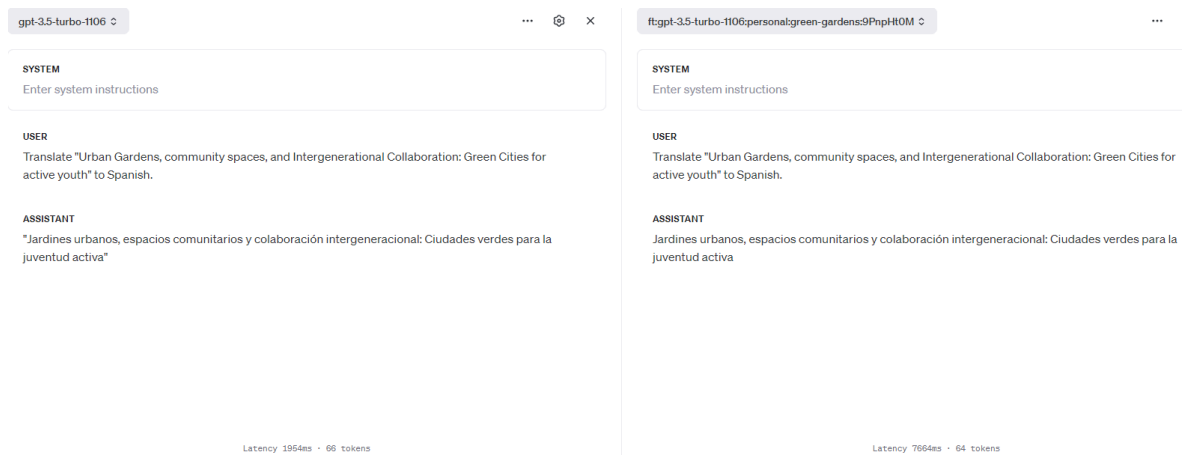 gpt-3.5-turbo-1106
SYSTEM
Enter system instructions
USER
Translate "Urban Gardens, community spaces, and Intergenerational Collaboration: Green Cities for
active youth" to Spanish.
ASSISTANT
"Jardines urbanos, espacios comunitarios y colaboración intergeneracional: Ciudades verdes para la
juventud activa"
Latency 1954ms · 66 tokens
ft:gpt-3.5-turbo-1106:personal:green-gardens:9PnpHt0M
SYSTEM
Enter system instructions
USER
Translate "Urban Gardens, community spaces, and Intergenerational Collaboration: Green Cities for
active youth" to Spanish.
ASSISTANT
Jardines urbanos, espacios comunitarios y colaboración intergeneracional: Ciudades verdes para la
juventud activa
Latency 7664ms · 64 tokens